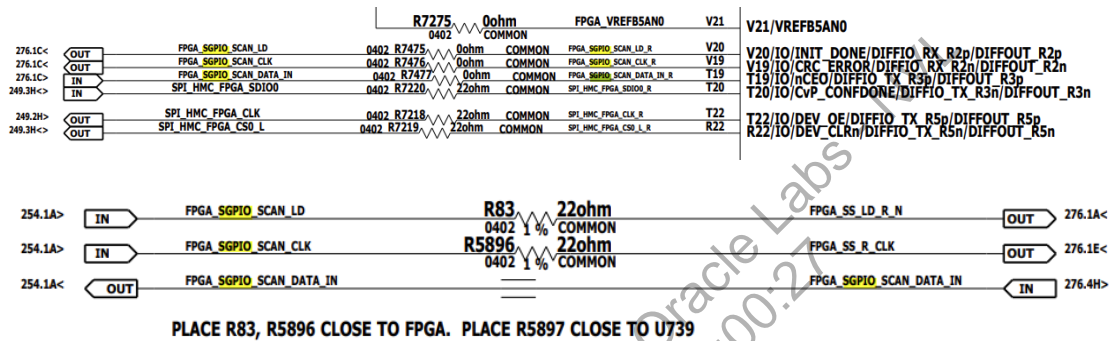 R7275 0ohm FPGA_VREFB5AN0 V21 V21/VREFB5AN0
0402 COMMON
276.1C< OUT FPGA_SGPIO_SCAN_LD 0402 R7475 0ohm COMMON FPGA_SGPIO_SCAN_LD_R V20 V20/IO/INIT_DONE/DIFFIO_RX_R2p/DIFFOUT_R2p
276.1C< OUT FPGA_SGPIO_SCAN_CLK 0402 R7476 0ohm COMMON FPGA_SGPIO_SCAN_CLK_R V19 V19/IO/CRC_ERROR/DIFFIO_RX_R2n/DIFFOUT_R2n
276.1C> IN FPGA_SGPIO_SCAN_DATA_IN 0402 R7477 0ohm COMMON FPGA_SGPIO_SCAN_DATA_IN_R T19 T19/IO/nCEO/DIFFIO_TX_R3p/DIFFOUT_R3p
249.3H<> IN SPI_HMC_FPGA_SDIO0 0402 R7220 22ohm COMMON SPI_HMC_FPGA_SDIO0_R T20 T20/IO/CvP_CONFDONE/DIFFIO_TX_R3n/DIFFOUT_R3n
249.2H> OUT SPI_HMC_FPGA_CLK 0402 R7218 22ohm COMMON SPI_HMC_FPGA_CLK_R T22 T22/IO/DEV_OE/DIFFIO_TX_R5p/DIFFOUT_R5p
249.3H<> OUT SPI_HMC_FPGA_CS0_L 0402 R7219 22ohm COMMON SPI_HMC_FPGA_CS0_L_R R22 R22/IO/DEV_CLRn/DIFFIO_TX_R5n/DIFFOUT_R5n
254.1A> IN FPGA_SGPIO_SCAN_LD R83 22ohm FPGA_SS_LD_R_N OUT 276.1A<
0402 1% COMMON
254.1A> IN FPGA_SGPIO_SCAN_CLK R5896 22ohm FPGA_SS_R_CLK OUT 276.1E<
0402 1% COMMON
254.1A< OUT FPGA_SGPIO_SCAN_DATA_IN FPGA_SGPIO_SCAN_DATA_IN IN 276.4H>
PLACE R83, R5896 CLOSE TO FPGA. PLACE R5897 CLOSE TO U739
Oracle Labs /
00:27